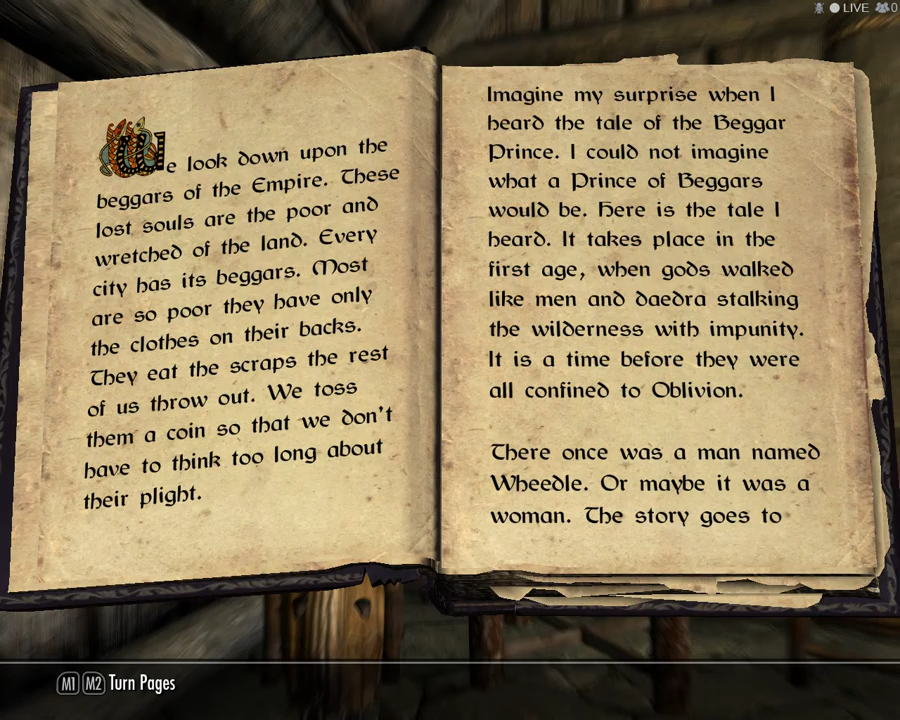 LIVE 0
We look down upon the
beggars of the Empire. These
lost souls are the poor and
wretched of the land. Every
city has its beggars. Most
are so poor they have only
the clothes on their backs.
They eat the scraps the rest
of us throw out. We toss
them a coin so that we don't
have to think too long about
their plight.
Imagine my surprise when I
heard the tale of the Beggar
Prince. I could not imagine
what a Prince of Beggars
would be. Here is the tale I
heard. It takes place in the
first age, when gods walked
like men and daedra stalking
the wilderness with impunity.
It is a time before they were
all confined to Oblivion.
There once was a man named
Wheedle. Or maybe it was a
woman. The story goes to
M1 M2 Turn Pages